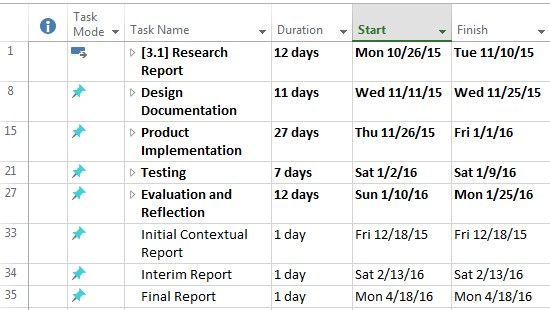 Task Mode Task Name Duration Start Finish
1 [3.1] Research Report 12 days Mon 10/26/15 Tue 11/10/15
8 Design Documentation 11 days Wed 11/11/15 Wed 11/25/15
15 Product Implementation 27 days Thu 11/26/15 Fri 1/1/16
21 Testing 7 days Sat 1/2/16 Sat 1/9/16
27 Evaluation and Reflection 12 days Sun 1/10/16 Mon 1/25/16
33 Initial Contextual Report 1 day Fri 12/18/15 Fri 12/18/15
34 Interim Report 1 day Sat 2/13/16 Sat 2/13/16
35 Final Report 1 day Mon 4/18/16 Mon 4/18/16